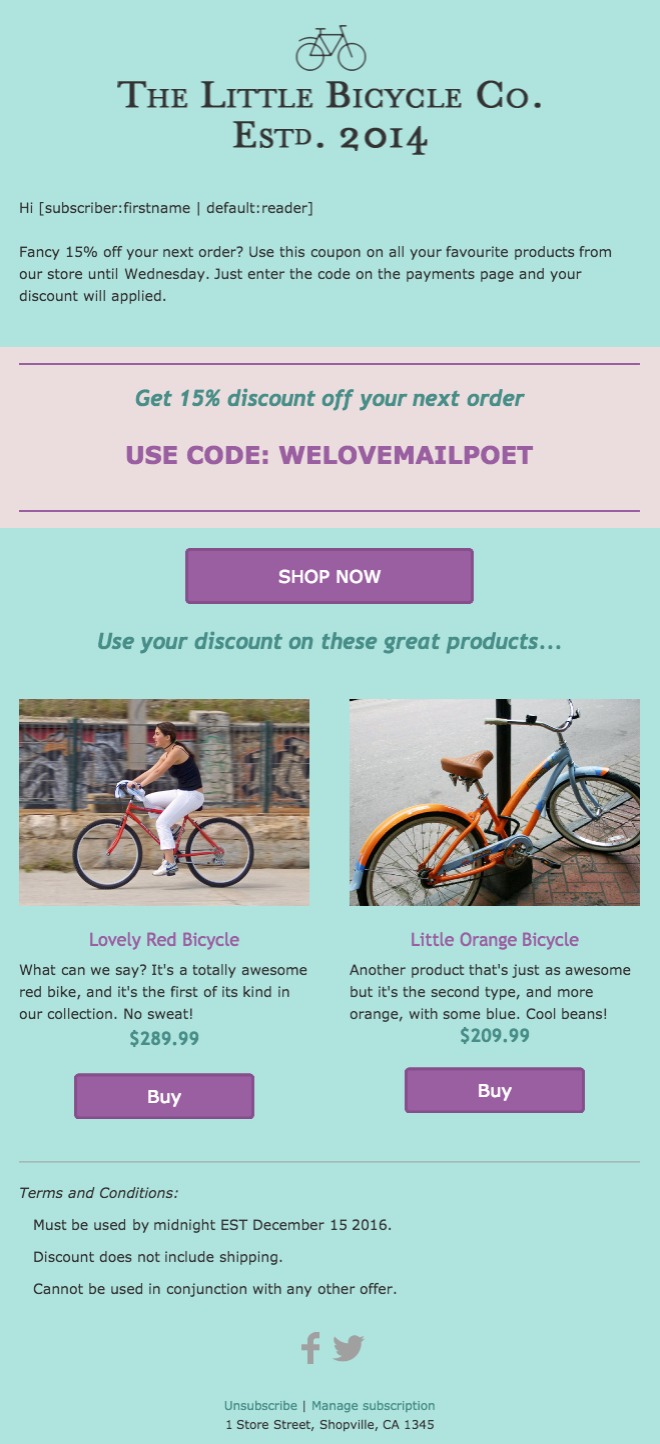 The Little Bicycle Co.
Estd. 2014
Hi [subscriber:firstname | default:reader]
Fancy 15% off your next order? Use this coupon on all your favourite products from
our store until Wednesday. Just enter the code on the payments page and your
discount will applied.
Get 15% discount off your next order
USE CODE: WELOVEMAILPOET
SHOP NOW
Use your discount on these great products...
Lovely Red Bicycle
What can we say? It's a totally awesome
red bike, and it's the first of its kind in
our collection. No sweat!
$289.99
Buy
Little Orange Bicycle
Another product that's just as awesome
but it's the second type, and more
orange, with some blue. Cool beans!
$209.99
Buy
Terms and Conditions:
Must be used by midnight EST December 15 2016.
Discount does not include shipping.
Cannot be used in conjunction with any other offer.
Unsubscribe | Manage subscription
1 Store Street, Shopville, CA 1345